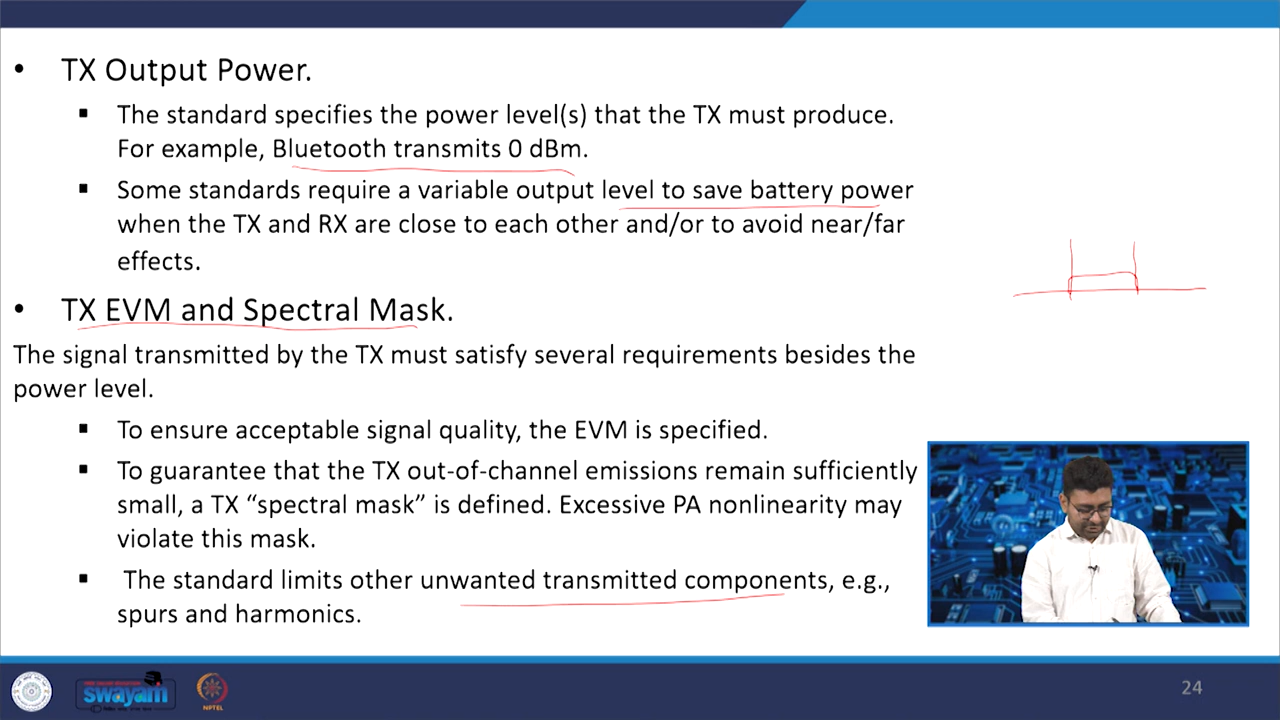 • TX Output Power.
▪ The standard specifies the power level(s) that the TX must produce.
For example, Bluetooth transmits 0 dBm.
▪ Some standards require a variable output level to save battery power
when the TX and RX are close to each other and/or to avoid near/far
effects.
• TX EVM and Spectral Mask.
The signal transmitted by the TX must satisfy several requirements besides the
power level.
▪ To ensure acceptable signal quality, the EVM is specified.
▪ To guarantee that the TX out-of-channel emissions remain sufficiently
small, a TX “spectral mask” is defined. Excessive PA nonlinearity may
violate this mask.
▪ The standard limits other unwanted transmitted components, e.g.,
spurs and harmonics.
swayam
NPTEL
24